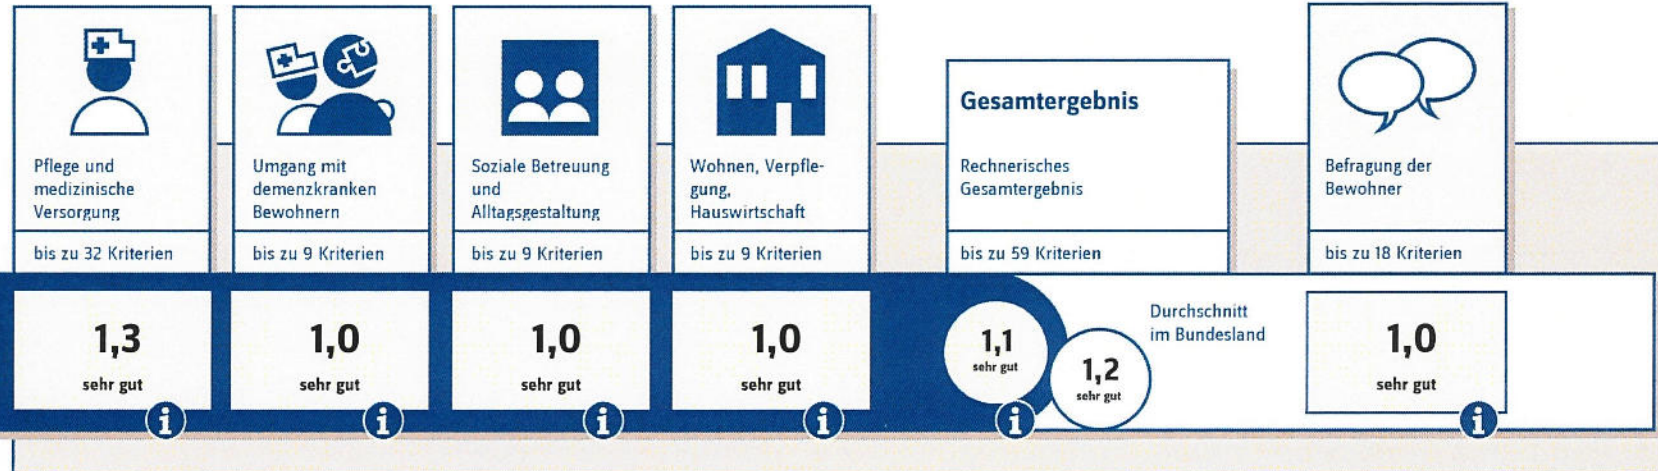 Pflege und
medizinische
Versorgung
bis zu 32 Kriterien
1,3
sehr gut
Umgang mit
demenzkranken
Bewohnern
bis zu 9 Kriterien
1,0
sehr gut
Soziale Betreuung
und
Alltagsgestaltung
bis zu 9 Kriterien
1,0
sehr gut
Wohnen, Verpfle-
gung,
Hauswirtschaft
bis zu 9 Kriterien
1,0
sehr gut
Gesamtergebnis
Rechnerisches
Gesamtergebnis
bis zu 59 Kriterien
1,1
sehr gut
Durchschnitt
im Bundesland
1,2
sehr gut
Befragung der
Bewohner
bis zu 18 Kriterien
1,0
sehr gut
i
i
i
i
i
i